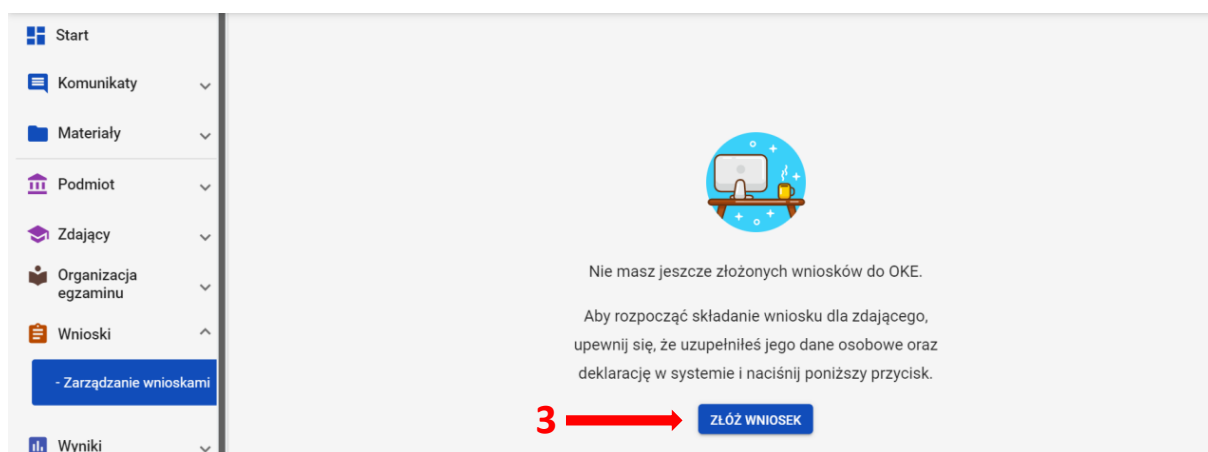 Start
Komunikaty
Materiały
Podmiot
Zdający
Organizacja
egzaminu
Wnioski
- Zarządzanie wnioskami
Wyniki
Nie masz jeszcze złożonych wniosków do OKE.
Aby rozpocząć składanie wniosku dla zdającego,
upewnij się, że uzupełniłeś jego dane osobowe oraz
deklarację w systemie i naciśnij poniższy przycisk.
3
ZŁÓŻ WNIOSEK